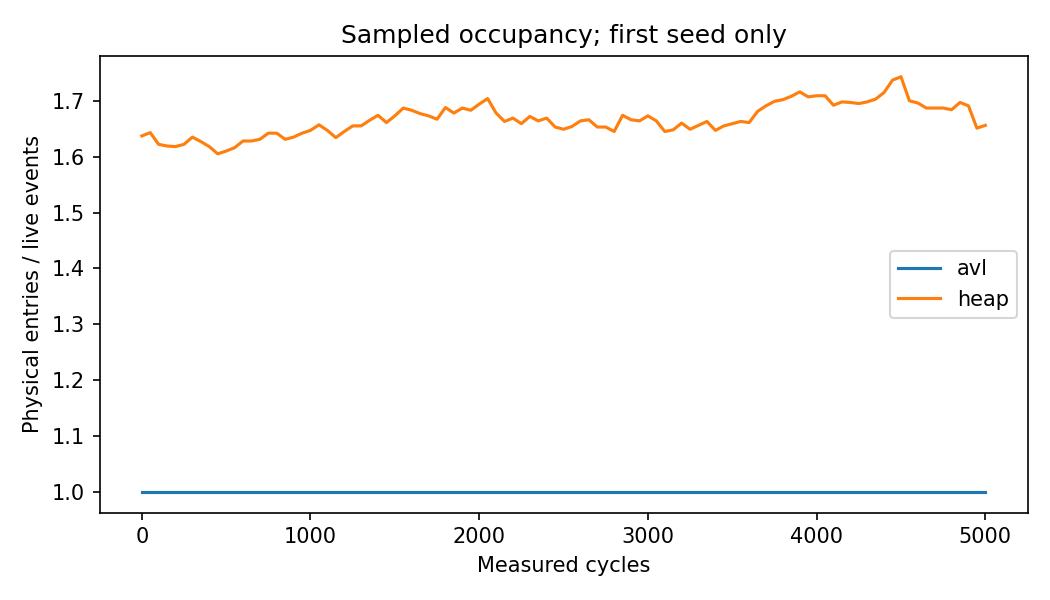 Sampled occupancy; first seed only
Physical entries / live events
1.7
1.6
1.5
1.4
1.3
1.2
1.1
1.0
avl
heap
0 1000 2000 3000 4000 5000
Measured cycles